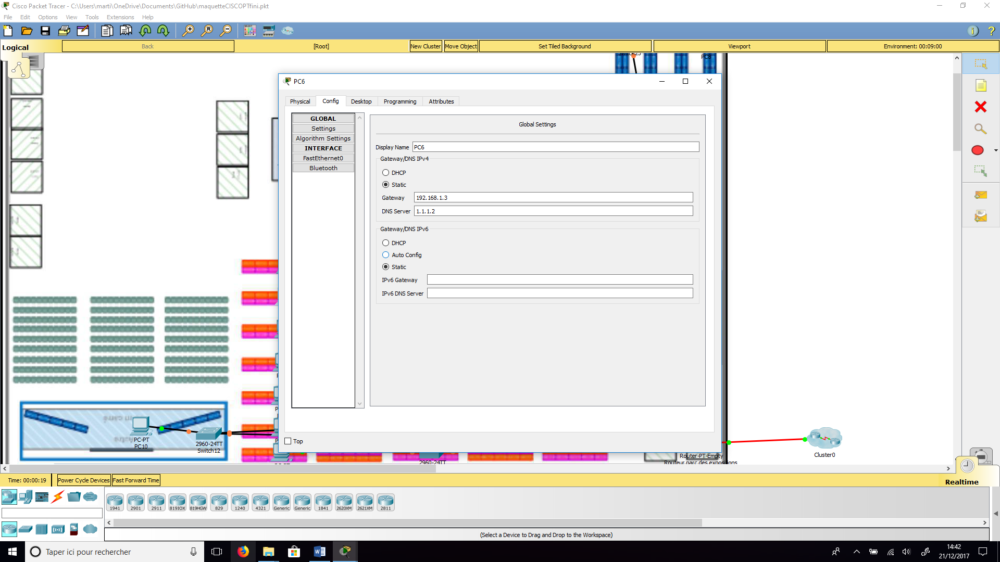 Cisco Packet Tracer - C:\Users\marti\OneDrive\Documents\GitHub\maquetteCISCOPTfini.pkt
File Edit Options View Tools Extensions Help
Logical
Back
[Root]
New Cluster
Move Object
Set Tiled Background
Viewport
Environment: 00:09:00
Switch23
PC8
PC6
Physical
Config
Desktop
Programming
Attributes
GLOBAL
Settings
Algorithm Settings
INTERFACE
FastEthernet0
Bluetooth
Global Settings
Display Name PC6
Gateway/DNS IPv4
DHCP
Static
Gateway 192.168.1.3
DNS Server 1.1.1.2
Gateway/DNS IPv6
DHCP
Auto Config
Static
IPv6 Gateway
IPv6 DNS Server
Top
PC-PT
PC10
2960-24TT
Switch12
2960-24TT
Router-PT-Empty
Routeur parc des expositions
Cluster0
Time: 00:00:19
Power Cycle Devices
Fast Forward Time
Realtime
1941 2901 2911 819IOX 819HGW 829 1240 4321 Generic Generic 1841 2620XM 2621XM 2811
(Select a Device to Drag and Drop to the Workspace)
Taper ici pour rechercher
14:42
21/12/2017